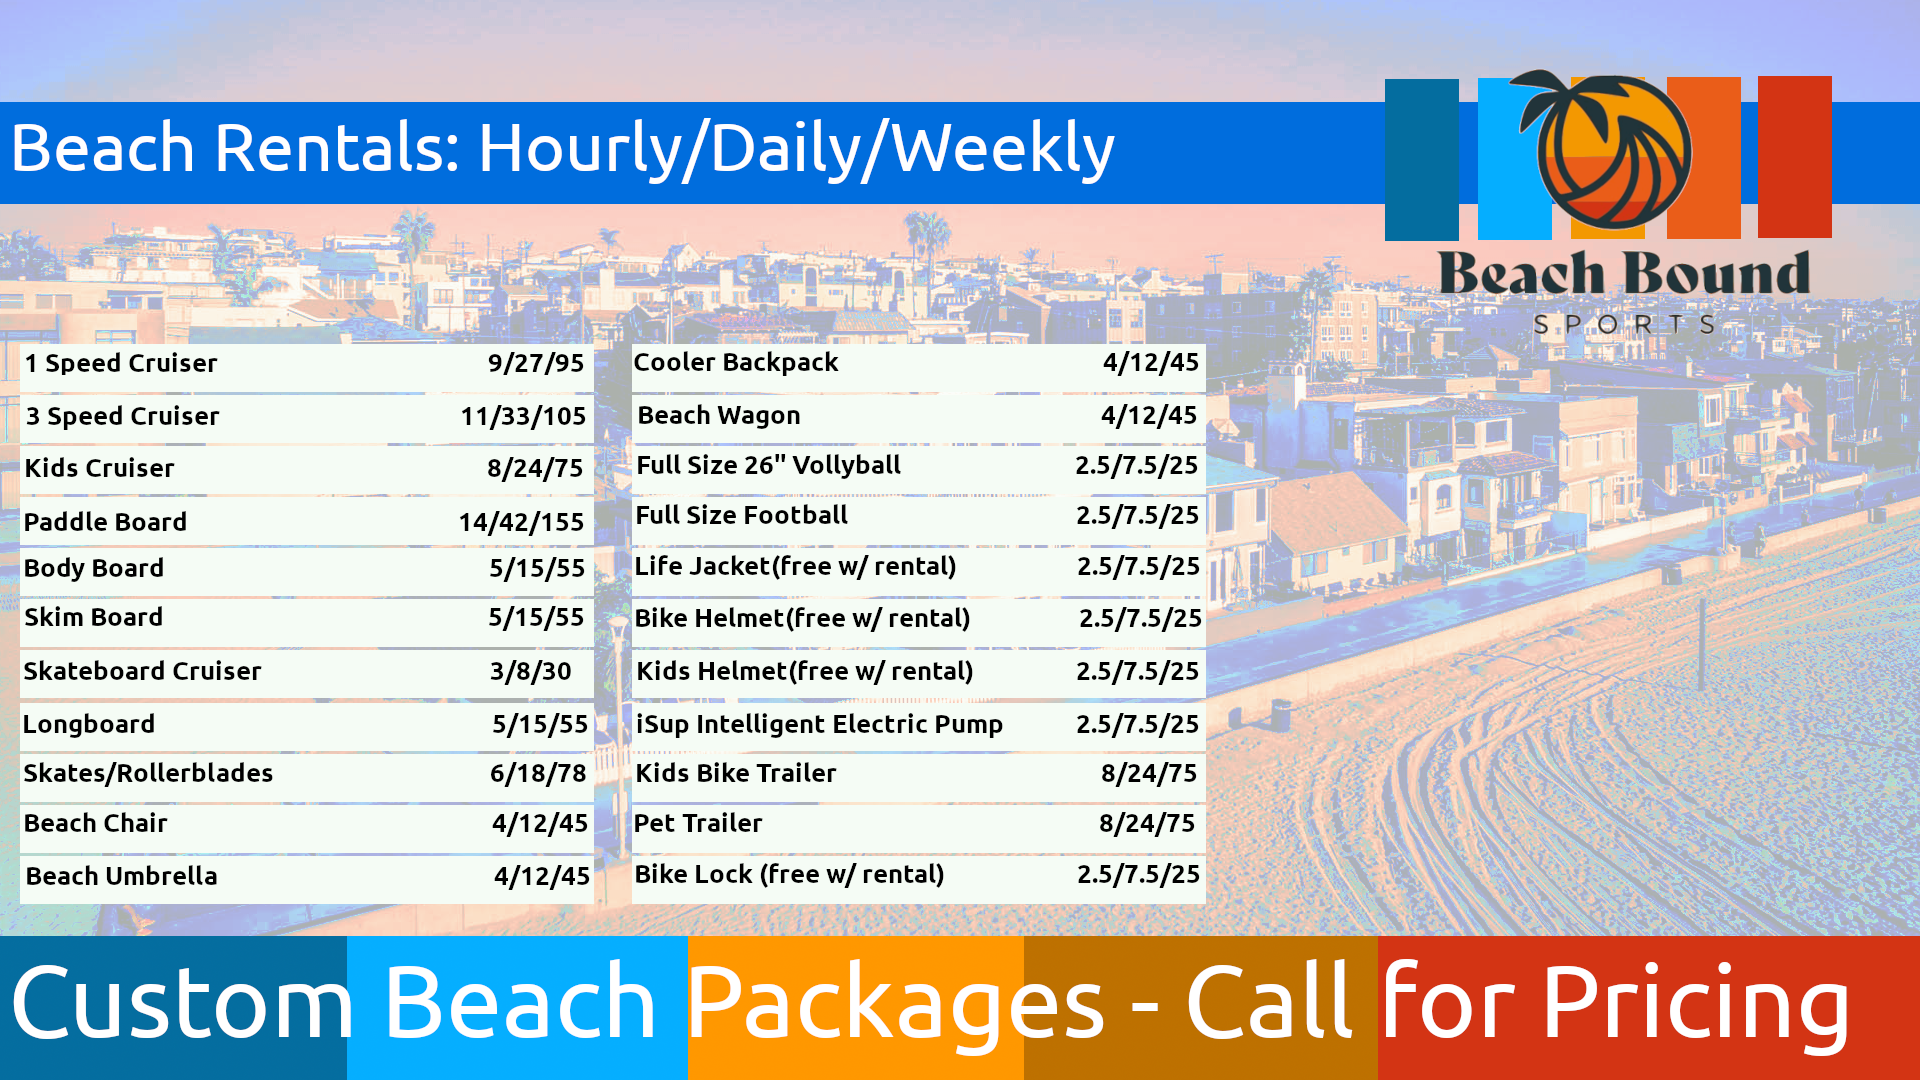 Beach Rentals: Hourly/Daily/Weekly
Beach Bound
SPORTS
1 Speed Cruiser 9/27/95
3 Speed Cruiser 11/33/105
Kids Cruiser 8/24/75
Paddle Board 14/42/155
Body Board 5/15/55
Skim Board 5/15/55
Skateboard Cruiser 3/8/30
Longboard 5/15/55
Skates/Rollerblades 6/18/78
Beach Chair 4/12/45
Beach Umbrella 4/12/45
Cooler Backpack 4/12/45
Beach Wagon 4/12/45
Full Size 26" Vollyball 2.5/7.5/25
Full Size Football 2.5/7.5/25
Life Jacket(free w/ rental) 2.5/7.5/25
Bike Helmet(free w/ rental) 2.5/7.5/25
Kids Helmet(free w/ rental) 2.5/7.5/25
iSup Intelligent Electric Pump 2.5/7.5/25
Kids Bike Trailer 8/24/75
Pet Trailer 8/24/75
Bike Lock (free w/ rental) 2.5/7.5/25
Custom Beach Packages - Call for Pricing